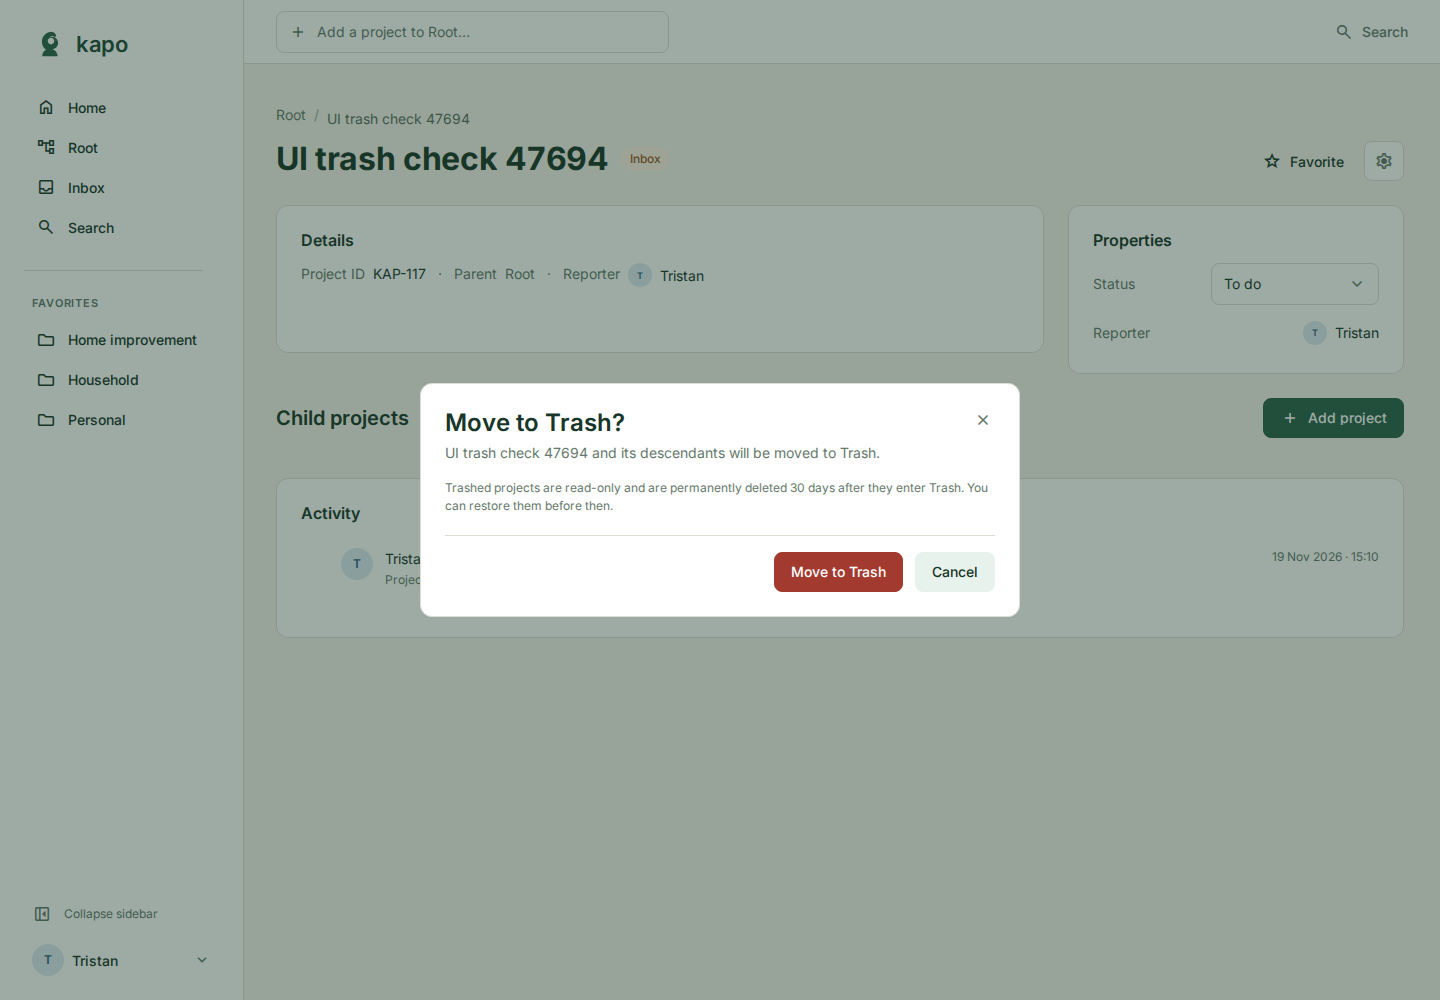 kapo
Add a project to Root...
Search
Home
Root
Inbox
Search
FAVORITES
Home improvement
Household
Personal
Collapse sidebar
T Tristan
Root / UI trash check 47694
UI trash check 47694 Inbox
Favorite
Details
Project ID KAP-117 · Parent Root · Reporter T Tristan
Properties
Status To do
Reporter T Tristan
Child projects
Add project
Activity
T
19 Nov 2026 · 15:10
Move to Trash?
UI trash check 47694 and its descendants will be moved to Trash.
Trashed projects are read-only and are permanently deleted 30 days after they enter Trash. You
can restore them before then.
Move to Trash
Cancel